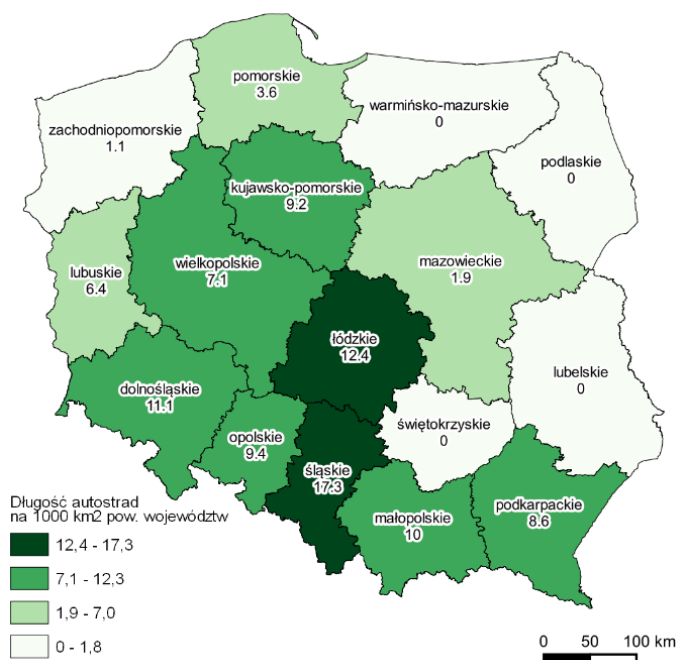 pomorskie
3.6
warmińsko-mazurskie
0
zachodniopomorskie
1.1
podlaskie
0
kujawsko-pomorskie
9.2
mazowieckie
1.9
wielkopolskie
7.1
lubuskie
6.4
łódzkie
12.4
lubelskie
0
dolnośląskie
11.1
świętokrzyskie
0
opolskie
9.4
śląskie
17.3
małopolskie
10
podkarpackie
8.6
Długość autostrad
na 1000 km2 pow. województw
12,4 - 17,3
7,1 - 12,3
1,9 - 7,0
0 - 1,8
0 50 100 km